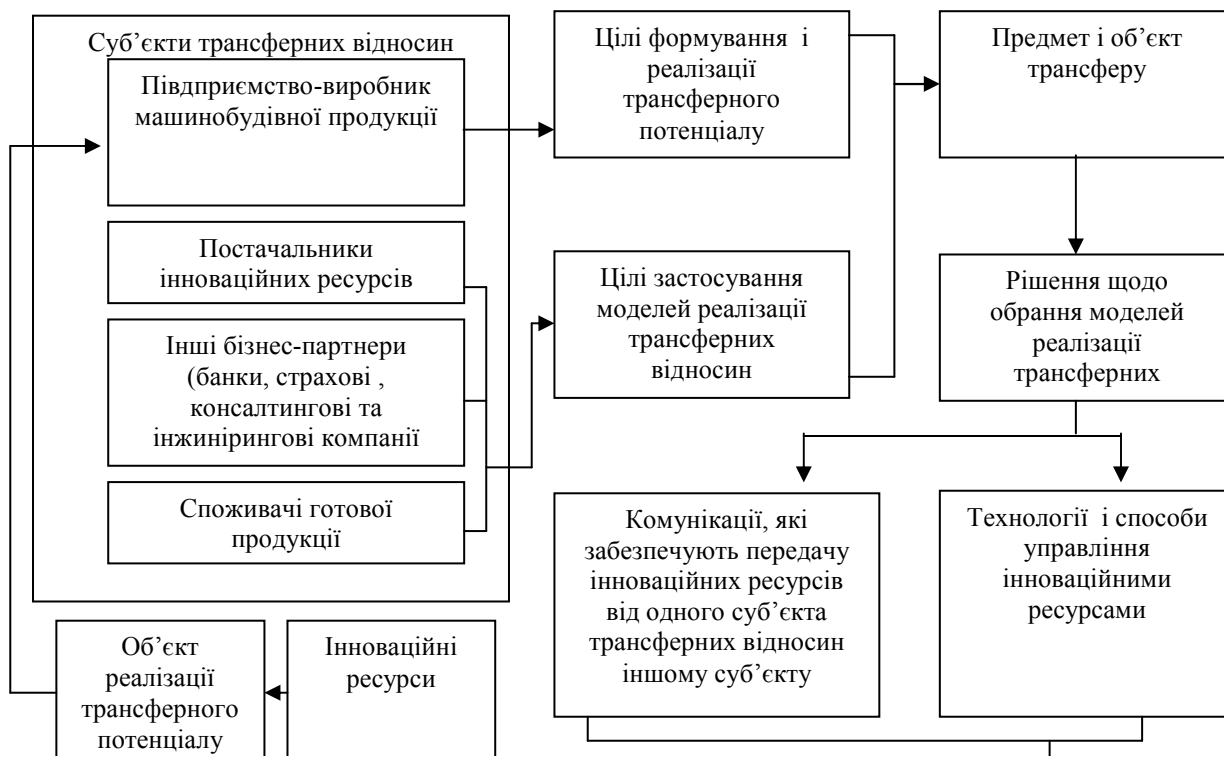 Суб’єкти трансферних відносин
Підприємство-виробник
машинобудівної продукції
Постачальники
інноваційних ресурсів
Інші бізнес-партнери
(банки, страхові ,
консалтингові та
інжинірингові компанії
Споживачі готової
продукції
Об’єкт
реалізації
трансферного
потенціалу
Інноваційні
ресурси
Цілі формування і
реалізації
трансферного
потенціалу
Цілі застосування
моделей реалізації
трансферних
відносин
Предмет і об’єкт
трансферу
Рішення щодо
обрання моделей
реалізації
трансферних
Комунікації, які
забезпечують передачу
інноваційних ресурсів
від одного суб’єкта
трансферних відносин
іншому суб’єкту
Технології і способи
управління
інноваційними
ресурсами